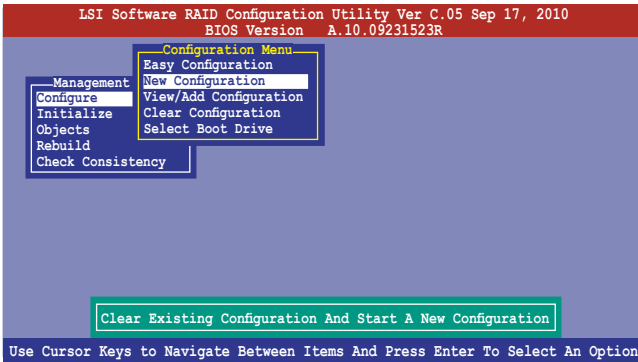 LSI Software RAID Configuration Utility Ver C.05 Sep 17, 2010
BIOS Version A.10.09231523R
Configuration Menu
Easy Configuration
New Configuration
View/Add Configuration
Clear Configuration
Select Boot Drive
Management
Configure
Initialize
Objects
Rebuild
Check Consistency
Clear Existing Configuration And Start A New Configuration
Use Cursor Keys to Navigate Between Items And Press Enter To Select An Option